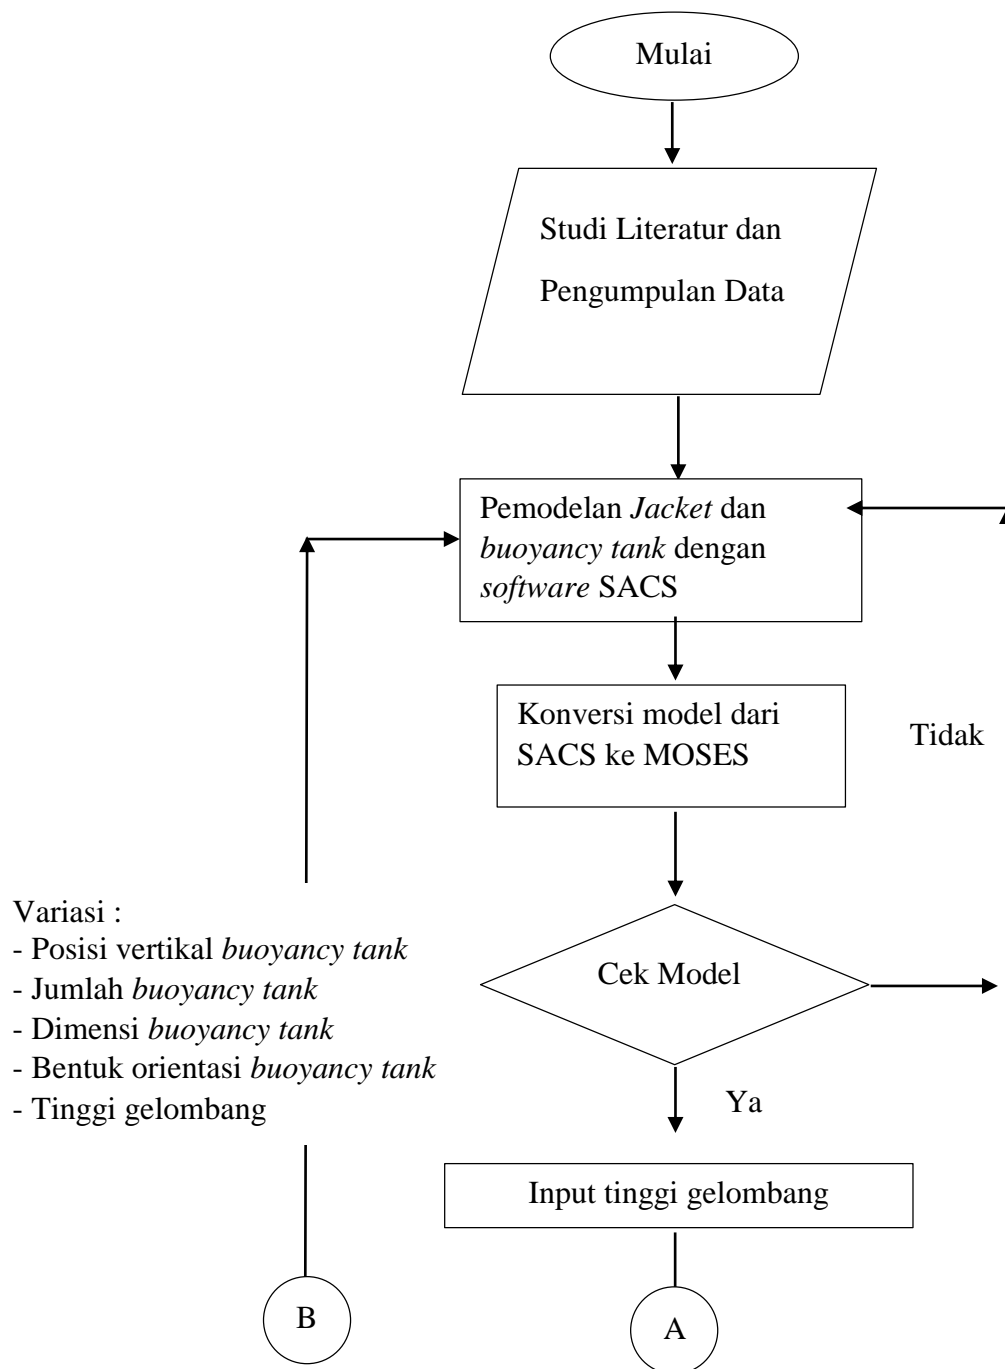 Mulai
Studi Literatur dan
Pengumpulan Data
Pemodelan Jacket dan
buoyancy tank dengan
software SACS
Konversi model dari
SACS ke MOSES
Tidak
Cek Model
Variasi :
- Posisi vertikal buoyancy tank
- Jumlah buoyancy tank
- Dimensi buoyancy tank
- Bentuk orientasi buoyancy tank
- Tinggi gelombang
Ya
Input tinggi gelombang
B
A